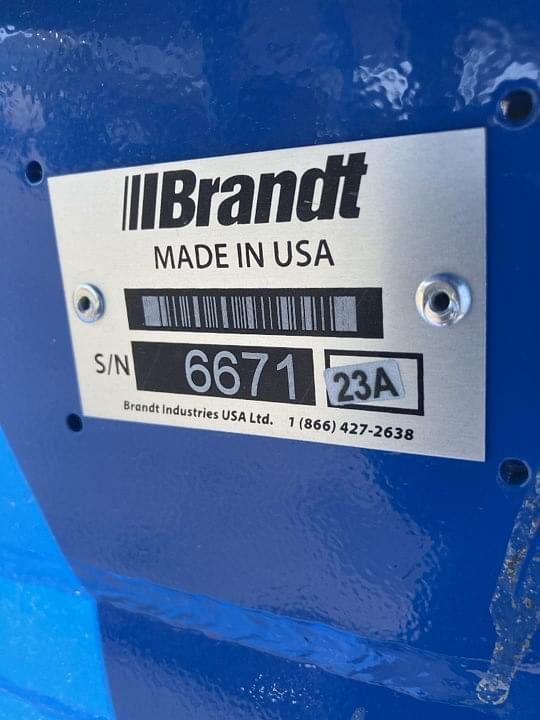 Brandt
MADE IN USA
S/N 6671 23A
Brandt Industries USA Ltd. 1 (866) 427-2638